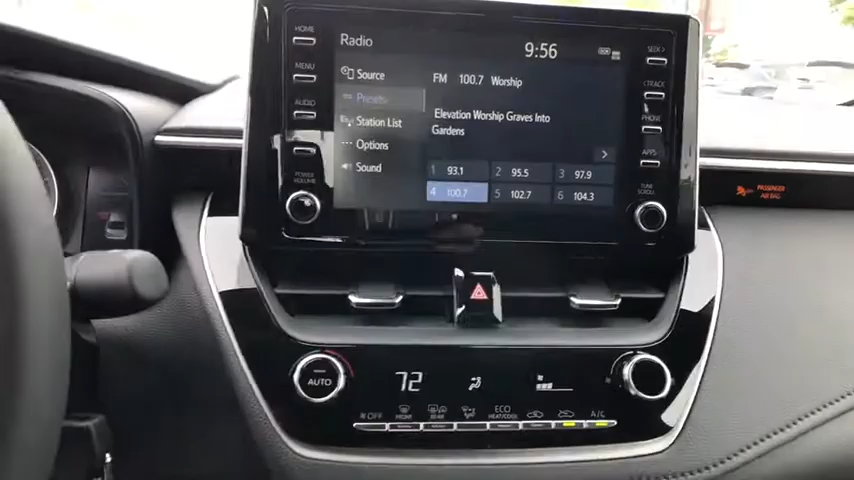 HOME
Radio
9:56
SEEK >
MENU
Source
FM 100.7 Worship
< TRACK
AUDIO
Presets
Elevation Worship Graves Into
Gardens
PHONE
Station List
Options
APPS
Sound
1 93.1 2 95.5 3 97.9
4 100.7 5 102.7 6 104.3
POWER
VOLUME
TUNE
SCROLL
PASSENGER
AIR BAG
AUTO
72
OFF
FRONT
REAR
ECO
HEAT/COOL
A/C